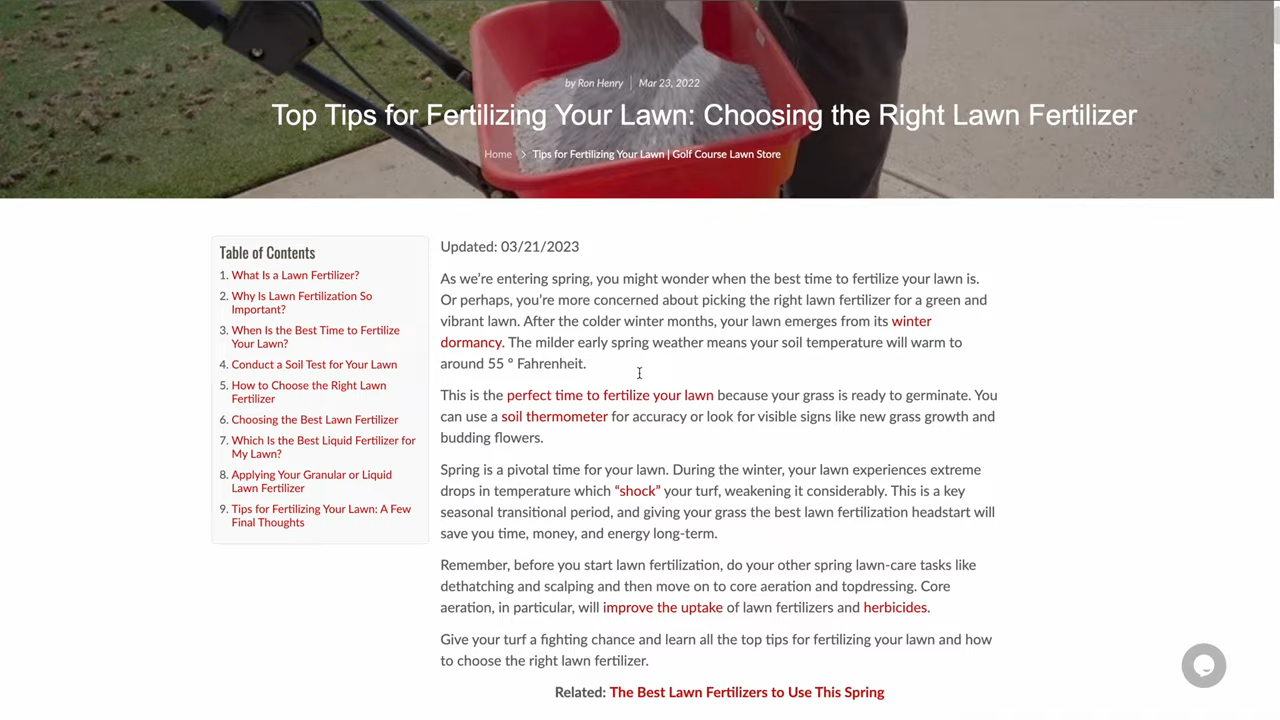 by Ron Henry | Mar 23, 2022
Top Tips for Fertilizing Your Lawn: Choosing the Right Lawn Fertilizer
Home > Tips for Fertilizing Your Lawn | Golf Course Lawn Store
Table of Contents
1. What Is a Lawn Fertilizer?
2. Why Is Lawn Fertilization So
Important?
3. When Is the Best Time to Fertilize
Your Lawn?
4. Conduct a Soil Test for Your Lawn
5. How to Choose the Right Lawn
Fertilizer
6. Choosing the Best Lawn Fertilizer
7. Which Is the Best Liquid Fertilizer for
My Lawn?
8. Applying Your Granular or Liquid
Lawn Fertilizer
9. Tips for Fertilizing Your Lawn: A Few
Final Thoughts
Updated: 03/21/2023
As we’re entering spring, you might wonder when the best time to fertilize your lawn is.
Or perhaps, you’re more concerned about picking the right lawn fertilizer for a green and
vibrant lawn. After the colder winter months, your lawn emerges from its winter
dormancy. The milder early spring weather means your soil temperature will warm to
around 55 º Fahrenheit.
This is the perfect time to fertilize your lawn because your grass is ready to germinate. You
can use a soil thermometer for accuracy or look for visible signs like new grass growth and
budding flowers.
Spring is a pivotal time for your lawn. During the winter, your lawn experiences extreme
drops in temperature which “shock” your turf, weakening it considerably. This is a key
seasonal transitional period, and giving your grass the best lawn fertilization headstart will
save you time, money, and energy long-term.
Remember, before you start lawn fertilization, do your other spring lawn-care tasks like
dethatching and scalping and then move on to core aeration and topdressing. Core
aeration, in particular, will improve the uptake of lawn fertilizers and herbicides.
Give your turf a fighting chance and learn all the top tips for fertilizing your lawn and how
to choose the right lawn fertilizer.
Related: The Best Lawn Fertilizers to Use This Spring